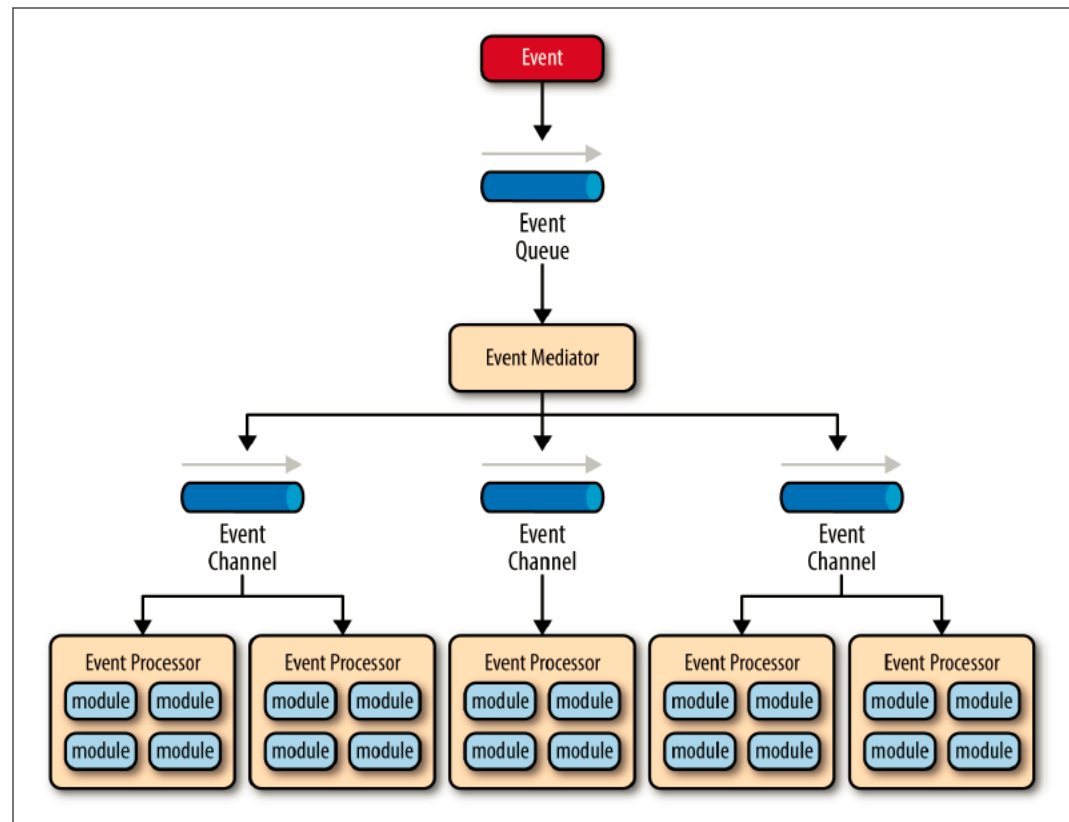 Event
Event
Queue
Event Mediator
Event
Channel
Event
Channel
Event
Channel
Event Processor
module module
module module
Event Processor
module module
module module
Event Processor
module module
module module
Event Processor
module module
module module
Event Processor
module module
module module